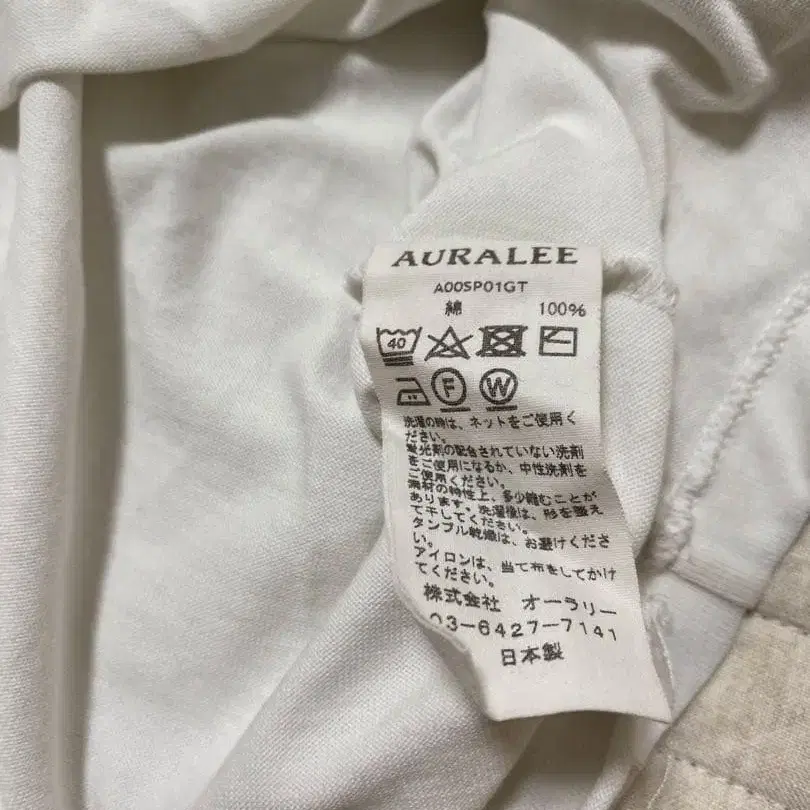 AURALEE
A00SP01GT
綿 100%
40
F W
洗濯の時は、ネットをご使用く
ださい。
蛍光剤の配合されていない洗剤
をご使用になるか、中性洗剤を
ご使用ください。
素材の特性上、多少縮むことが
あります。洗濯後は、形を整え
て干してください。
タンブル乾燥は、お避けくださ
い。
アイロンは、当て布をしてかけ
てください。
株式会社 オーラリー
03-6427-7141
日本製